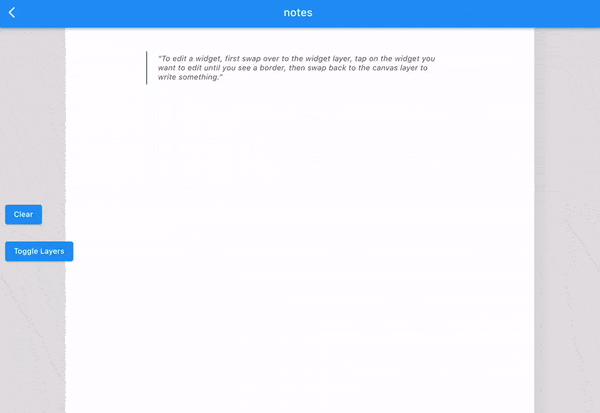 notes
"To edit a widget, first swap over to the widget layer, tap on the widget you
want to edit until you see a border, then swap back to the canvas layer to
write something."
Clear
Toggle Layers